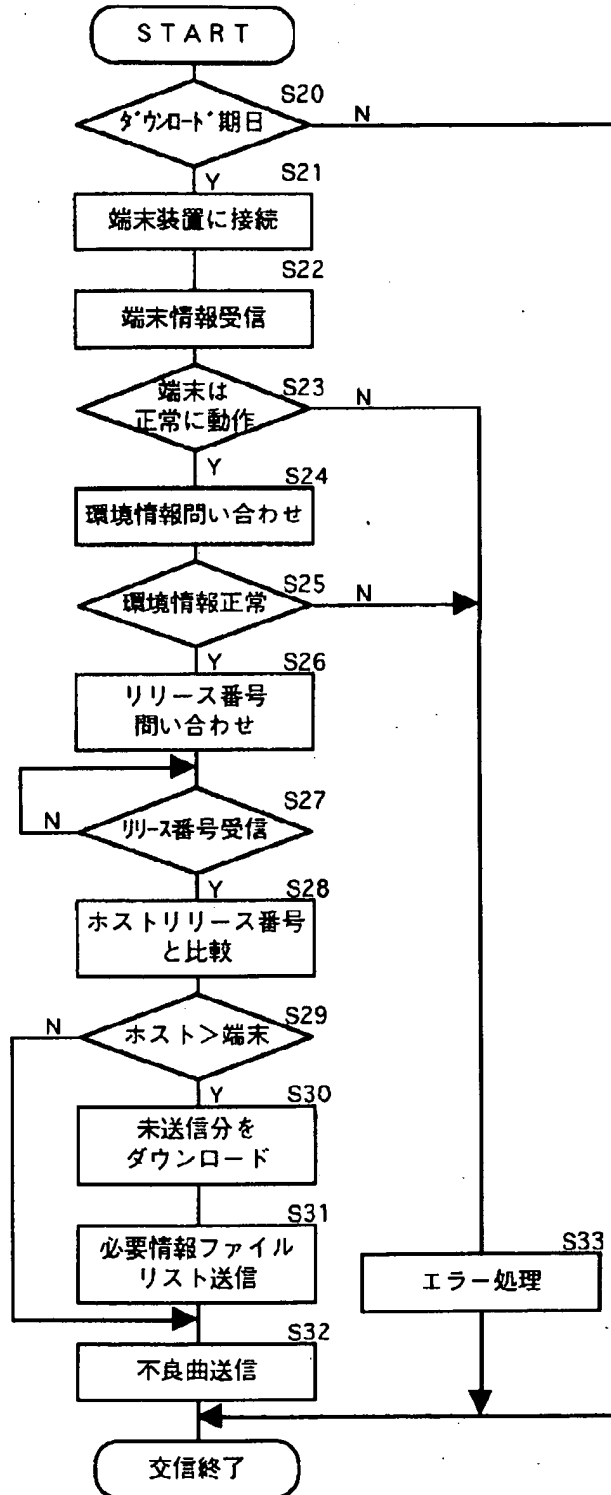 START
S20
ダウンロード期日
N
Y
S21
端末装置に接続
S22
端末情報受信
S23
端末は
正常に動作
N
Y
S24
環境情報問い合わせ
S25
環境情報正常
N
Y
S26
リリース番号
問い合わせ
S27
リリース番号受信
N
Y
S28
ホストリリース番号
と比較
S29
ホスト>端末
N
Y
S30
未送信分を
ダウンロード
S31
必要情報ファイル
リスト送信
S33
エラー処理
S32
不良曲送信
交信終了